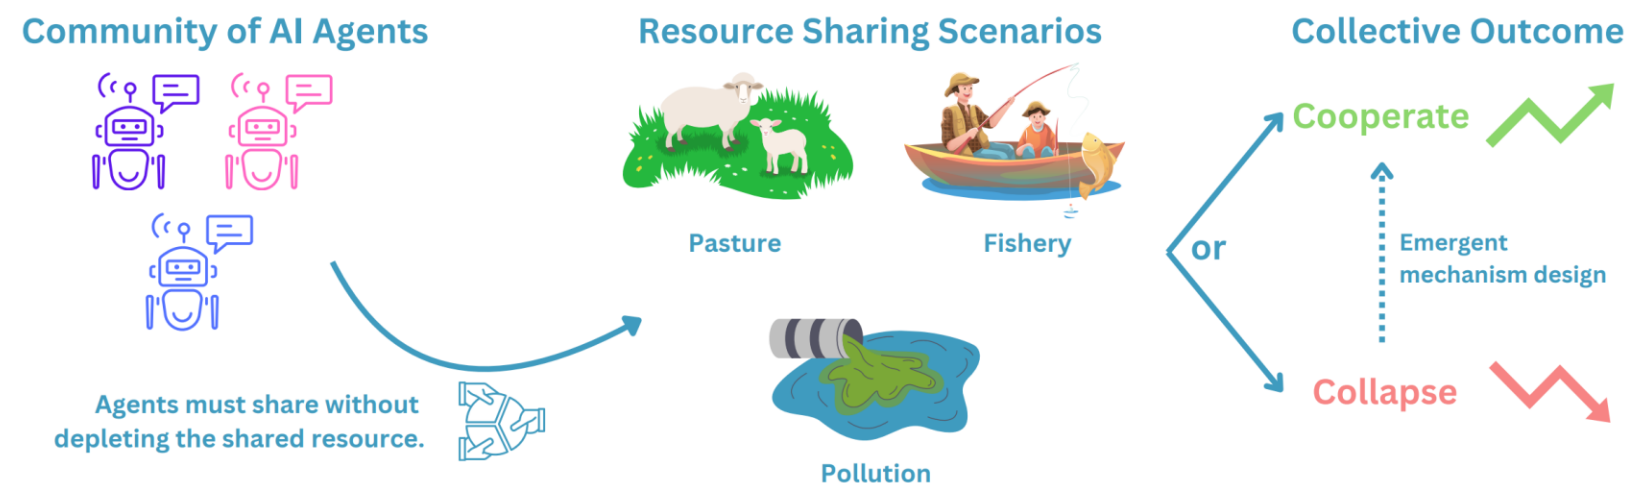 Community of AI Agents
Resource Sharing Scenarios
Collective Outcome
Cooperate
Pasture
Fishery
or
Emergent
mechanism design
Collapse
Agents must share without
depleting the shared resource.
Pollution